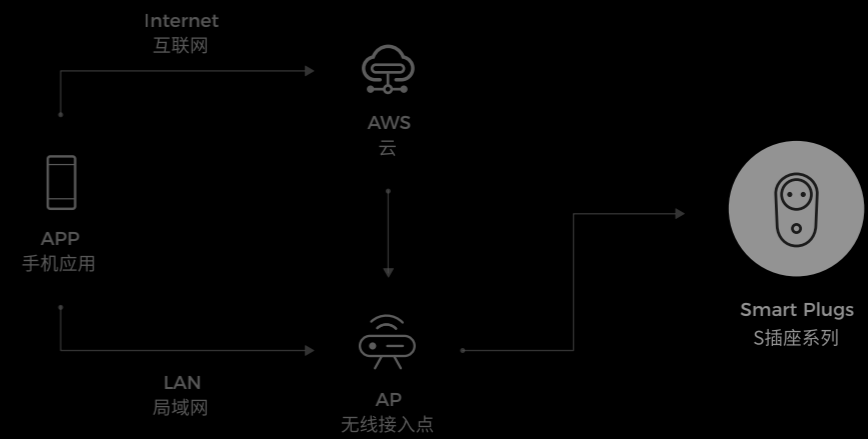 Internet
互联网
AWS
云
APP
手机应用
Smart Plugs
S插座系列
LAN
局域网
AP
无线接入点